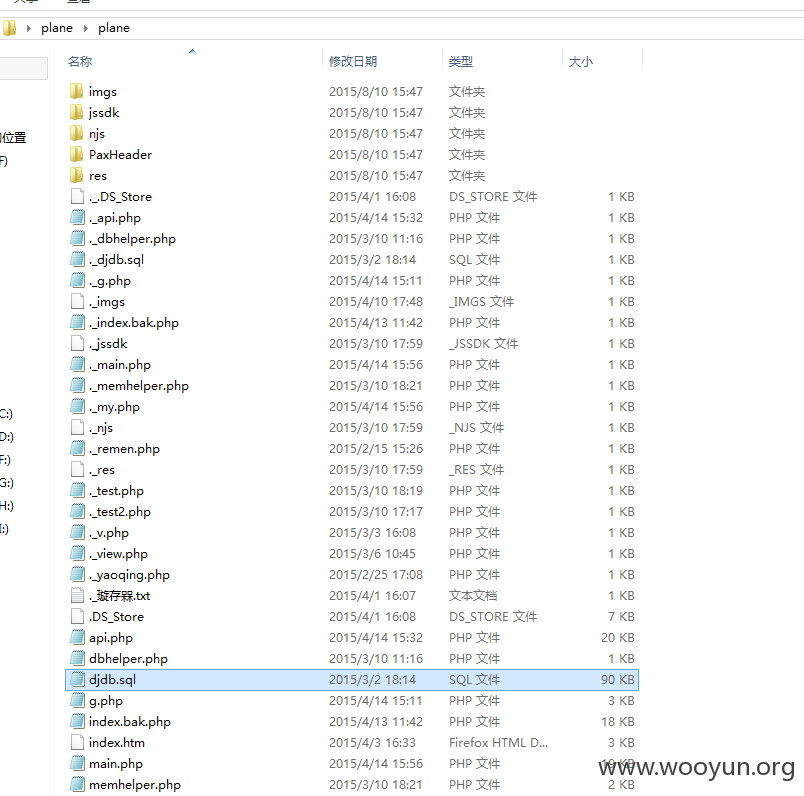 plane plane
名称 修改日期 类型 大小
imgs 2015/8/10 15:47 文件夹
jssdk 2015/8/10 15:47 文件夹
njs 2015/8/10 15:47 文件夹
PaxHeader 2015/8/10 15:47 文件夹
res 2015/8/10 15:47 文件夹
._.DS_Store 2015/4/1 16:08 DS_STORE 文件 1 KB
._api.php 2015/4/14 15:32 PHP 文件 1 KB
._dbhelper.php 2015/3/10 11:16 PHP 文件 1 KB
._djdb.sql 2015/3/2 18:14 SQL 文件 1 KB
._g.php 2015/4/14 15:11 PHP 文件 1 KB
._imgs 2015/4/10 17:48 _IMGS 文件 1 KB
._index.bak.php 2015/4/13 11:42 PHP 文件 1 KB
._jssdk 2015/3/10 17:59 _JSSDK 文件 1 KB
._main.php 2015/4/14 15:56 PHP 文件 1 KB
._memhelper.php 2015/3/10 18:21 PHP 文件 1 KB
._my.php 2015/4/14 15:56 PHP 文件 1 KB
._njs 2015/3/10 17:59 _NJS 文件 1 KB
._remen.php 2015/2/15 15:26 PHP 文件 1 KB
._res 2015/3/10 17:59 _RES 文件 1 KB
._test.php 2015/3/10 18:19 PHP 文件 1 KB
._test2.php 2015/3/10 17:17 PHP 文件 1 KB
._v.php 2015/3/3 16:08 PHP 文件 1 KB
._view.php 2015/3/6 10:45 PHP 文件 1 KB
._yaoqing.php 2015/2/25 17:08 PHP 文件 1 KB
2015/4/1 16:07 文本文档 1 KB
.DS_Store 2015/4/1 16:08 DS_STORE 文件 7 KB
api.php 2015/4/14 15:32 PHP 文件 20 KB
dbhelper.php 2015/3/10 11:16 PHP 文件 1 KB
djdb.sql 2015/3/2 18:14 SQL 文件 90 KB
g.php 2015/4/14 15:11 PHP 文件 3 KB
index.bak.php 2015/4/13 11:42 PHP 文件 18 KB
index.htm 2015/4/3 16:33 Firefox HTML D... 3 KB
main.php 2015/4/14 15:56 PHP 文件
memhelper.php 2015/3/10 18:21 PHP 文件 2 KB
的位置
F)
C:)
D:)
F:)
G:)
H:)
I:)
www.wooyun.org